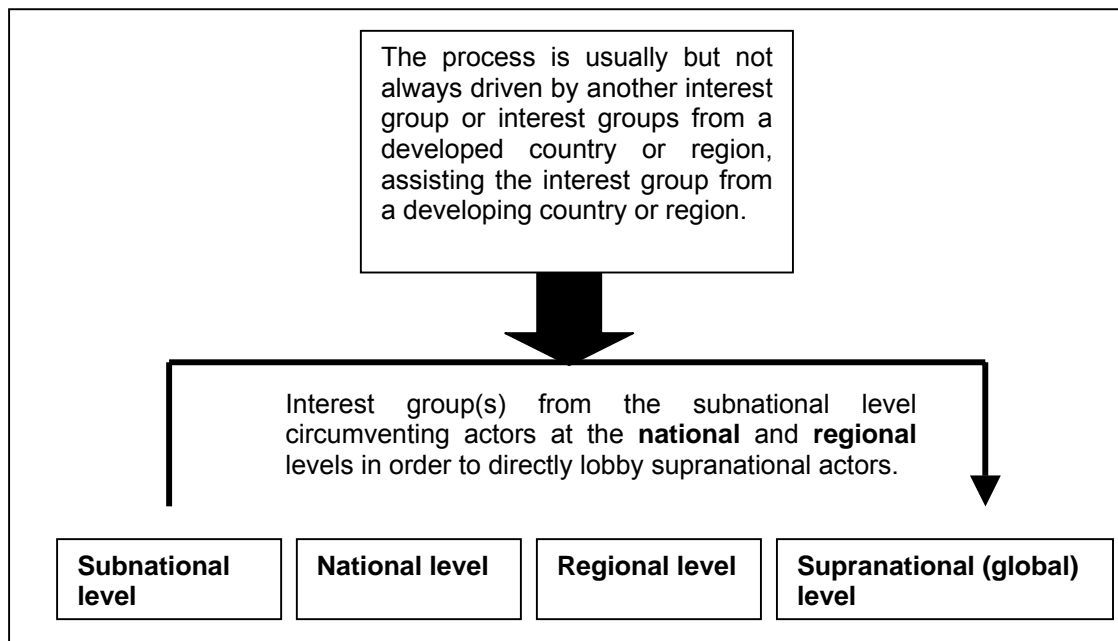 The process is usually but not
always driven by another interest
group or interest groups from a
developed country or region,
assisting the interest group from
a developing country or region.
Interest group(s) from the subnational level
circumventing actors at the national and regional
levels in order to directly lobby supranational actors.
Subnational
level
National level
Regional level
Supranational (global)
level